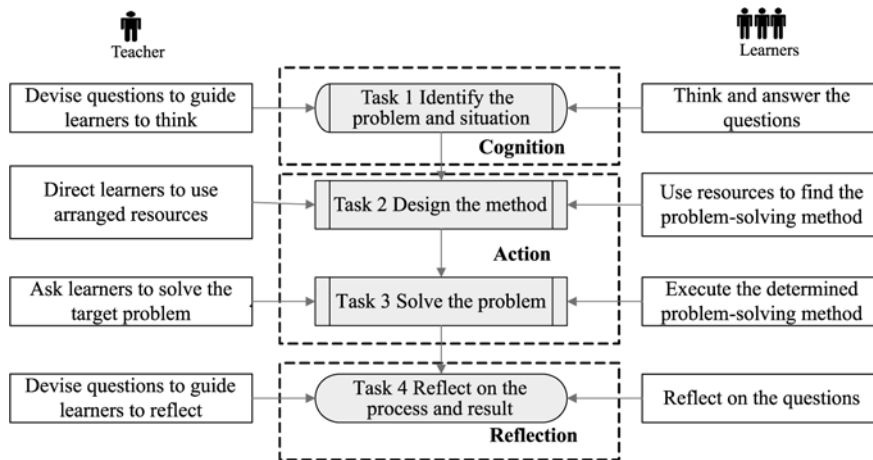 Teacher
Learners
Devise questions to guide
learners to think
Task 1 Identify the
problem and situation
Think and answer the
questions
Cognition
Direct learners to use
arranged resources
Task 2 Design the method
Use resources to find the
problem-solving method
Action
Ask learners to solve the
target problem
Task 3 Solve the problem
Execute the determined
problem-solving method
Devise questions to guide
learners to reflect
Task 4 Reflect on the
process and result
Reflect on the questions
Reflection